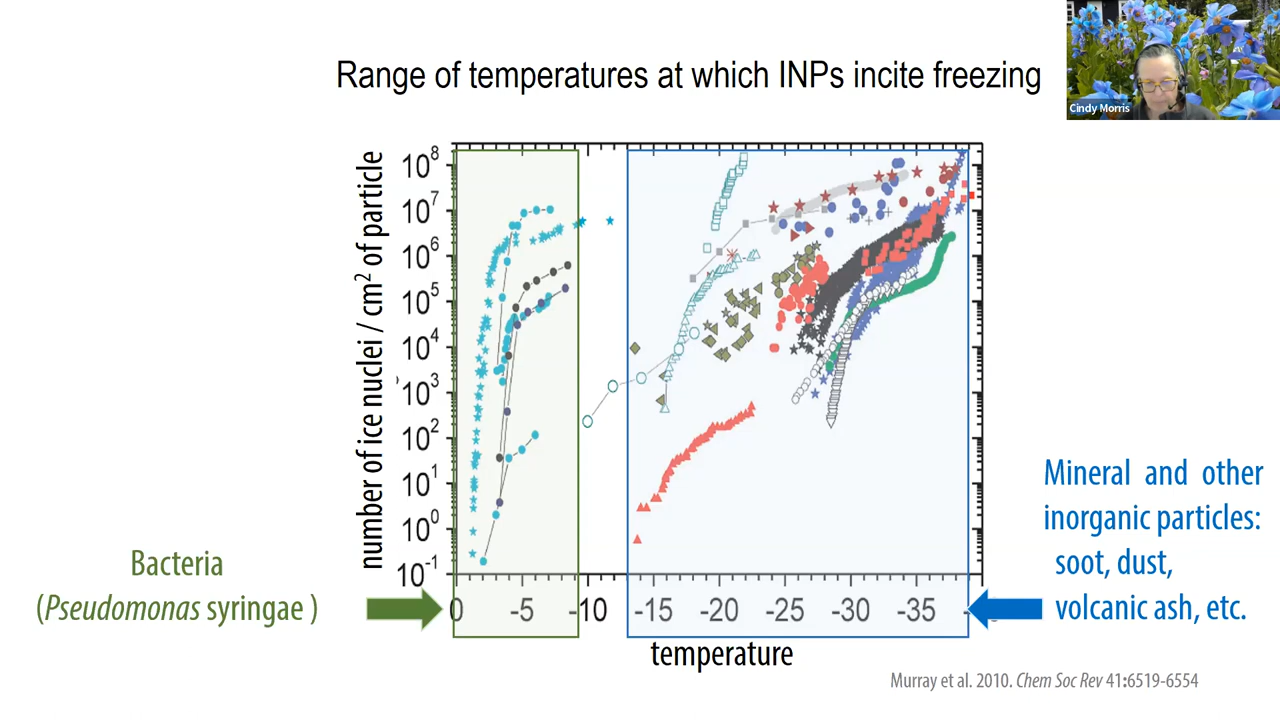 Range of temperatures at which INPs incite freezing
Cindy Morris
number of ice nuclei / cm² of particle
10⁸
10⁷
10⁶
10⁵
10⁴
10³
10²
10¹
10⁰
10⁻¹
0 -5 -10 -15 -20 -25 -30 -35
temperature
Bacteria
(Pseudomonas syringae )
Mineral and other
inorganic particles:
soot, dust,
volcanic ash, etc.
Murray et al. 2010. Chem Soc Rev 41:6519-6554